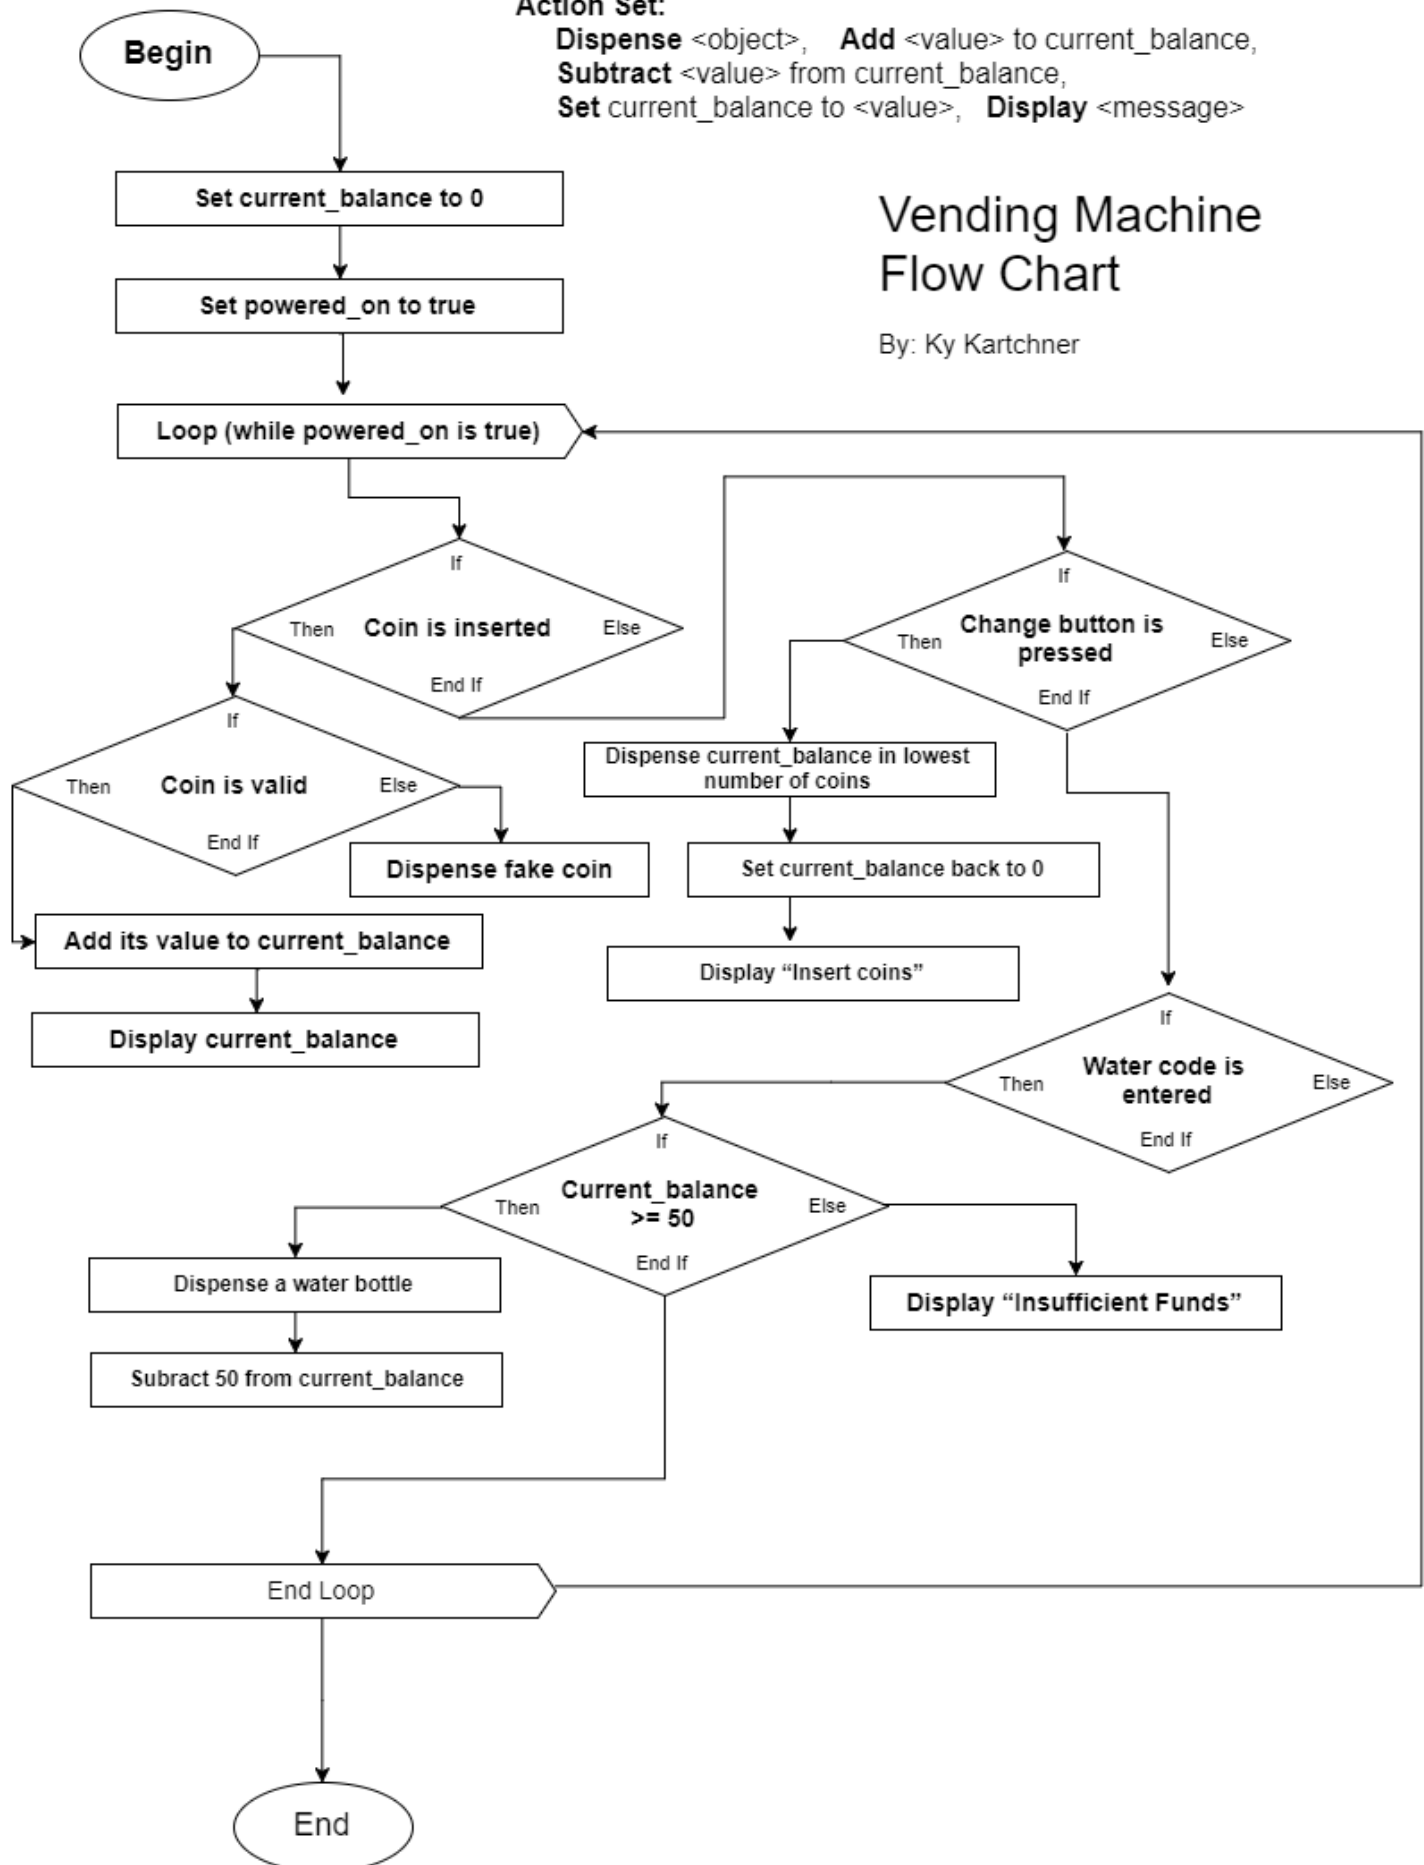 Action Set:
Dispense <object>, Add <value> to current_balance,
Subtract <value> from current_balance,
Set current_balance to <value>, Display <message>
Begin
Set current_balance to 0
Vending Machine
Flow Chart
Set powered_on to true
By: Ky Kartchner
Loop (while powered_on is true)
If
Then Coin is inserted Else
End If
If
Then Change button is Else
pressed
End If
If
Then Coin is valid Else
End If
Dispense fake coin
Add its value to current_balance
Display current_balance
Dispense current_balance in lowest
number of coins
Set current_balance back to 0
Display “Insert coins”
If
Then Water code is Else
entered
End If
If
Then Current_balance Else
>= 50
End If
Dispense a water bottle
Subract 50 from current_balance
Display “Insufficient Funds”
End Loop
End